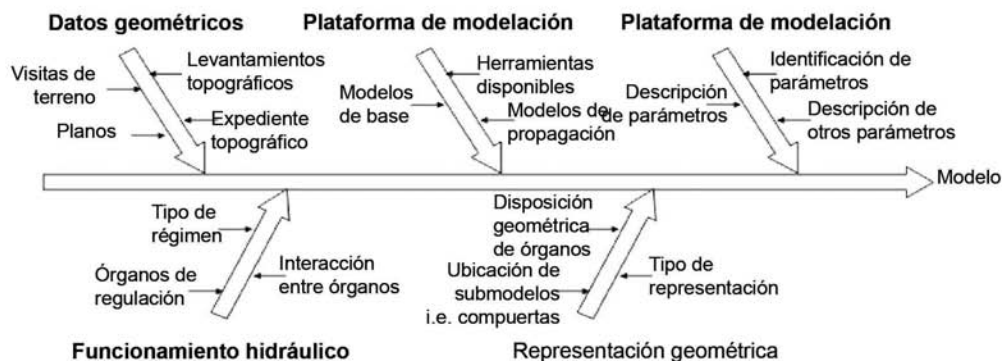 Datos geométricos
Plataforma de modelación
Plataforma de modelación
Levantamientos
topográficos
Visitas de
terreno
Planos
Expediente
topográfico
Herramientas
disponibles
Modelos
de base
Modelos de
propagación
Identificación de
parámetros
Descripción
de parámetros
Descripción de
otros parámetros
Modelo
Tipo de
régimen
Órganos de
regulación
Interacción
entre órganos
Disposición
geométrica
de órganos
Ubicación de
submodelos
i.e. compuertas
Tipo de
representación
Funcionamiento hidráulico
Representación geométrica